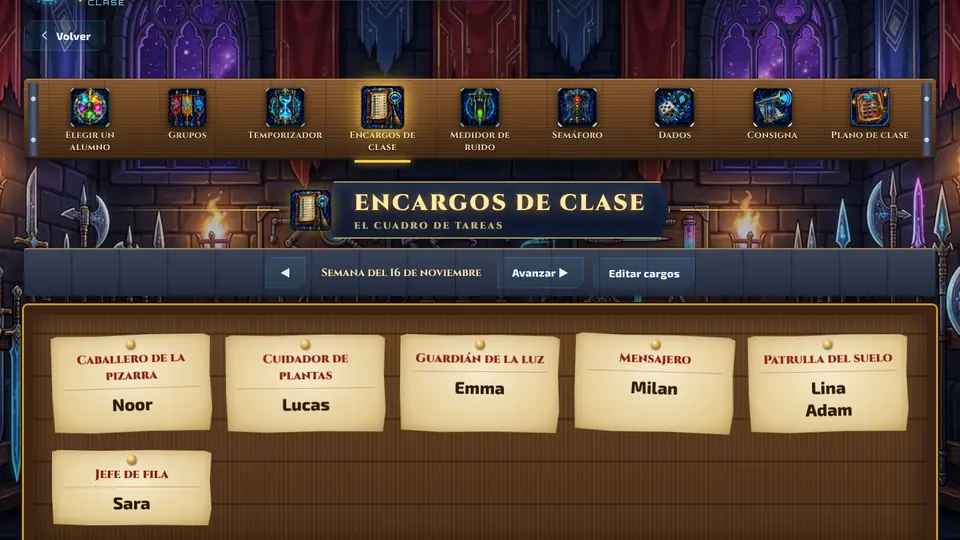 CLASE
Volver
Elegir un
alumno
Grupos
Temporizador
Encargos de
clase
Medidor de
ruido
Semáforo
Dados
Consigna
Plano de clase
Encargos de clase
El cuadro de tareas
Semana del 16 de noviembre
Avanzar
Editar cargos
Caballero de la
pizarra
Noor
Cuidador de
plantas
Lucas
Guardián de la luz
Emma
Mensajero
Milan
Patrulla del suelo
Lina
Adam
Jefe de fila
Sara